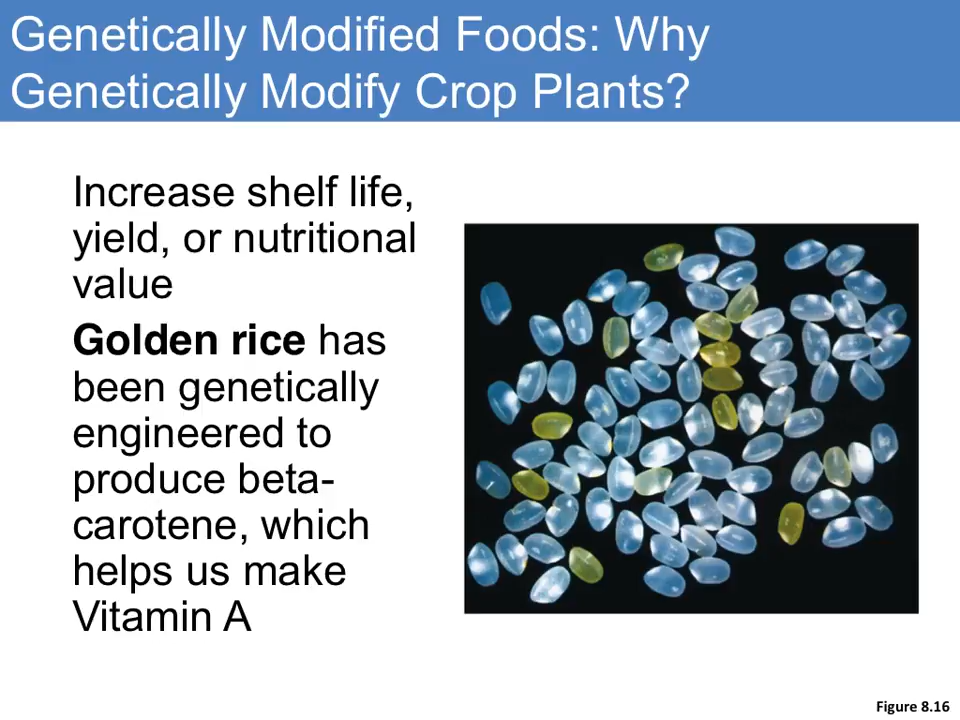 Genetically Modified Foods: Why
Genetically Modify Crop Plants?
Increase shelf life,
yield, or nutritional
value
Golden rice has
been genetically
engineered to
produce beta-
carotene, which
helps us make
Vitamin A
Figure 8.16